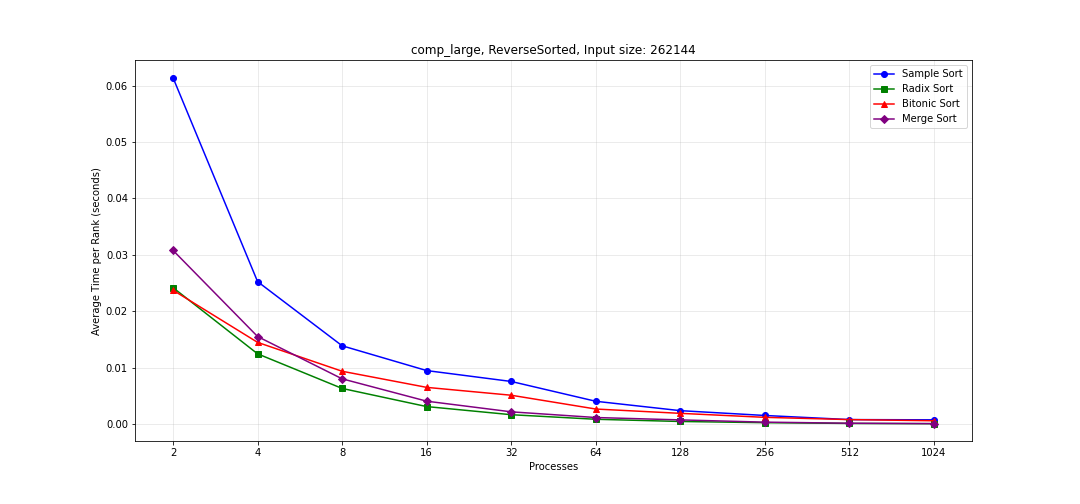 comp_large, ReverseSorted, Input size: 262144
Sample Sort
Radix Sort
Bitonic Sort
Merge Sort
Average Time per Rank (seconds)
0.06
0.05
0.04
0.03
0.02
0.01
0.00
2 4 8 16 32 64 128 256 512 1024
Processes